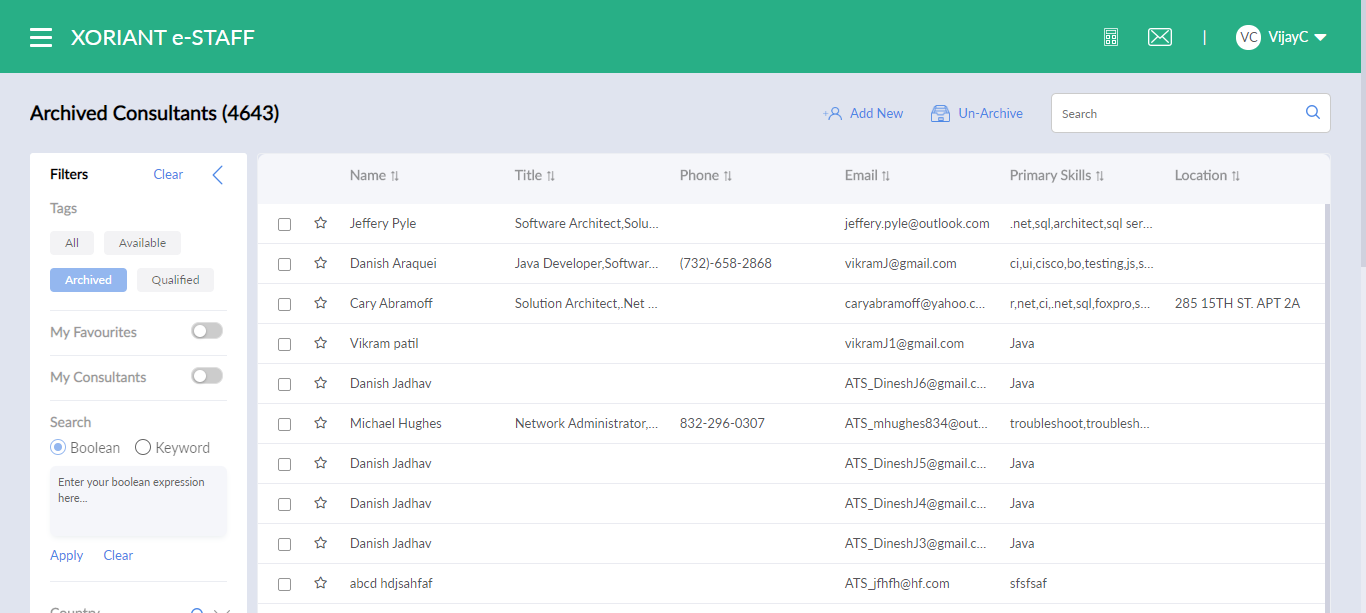 XORIANT e-STAFF
|
VC VijayC
Archived Consultants (4643)
Add New
Un-Archive
Search
Filters
Clear
Tags
All
Available
Archived
Qualified
My Favourites
My Consultants
Search
Boolean
Keyword
Enter your boolean expression
here...
Apply
Clear
Country
Name Title Phone Email Primary Skills Location
Jeffery Pyle Software Architect,Solu... jeffery.pyle@outlook.com .net,sql,architect,sql ser...
Danish Araquei Java Developer,Softwar... (732)-658-2868 vikramJ@gmail.com ci,ui,cisco,bo,testing,js,s...
Cary Abramoff Solution Architect,.Net ... caryabramoff@yahoo.c... r,net,ci,.net,sql,foxpro,s... 285 15TH ST. APT 2A
Vikram patil vikramJ1@gmail.com Java
Danish Jadhav ATS_DineshJ6@gmail.c... Java
Michael Hughes Network Administrator,... 832-296-0307 ATS_mhughes834@out... troubleshoot,troublesh...
Danish Jadhav ATS_DineshJ5@gmail.c... Java
Danish Jadhav ATS_DineshJ4@gmail.c... Java
Danish Jadhav ATS_DineshJ3@gmail.c... Java
abcd hdjsahfaf ATS_jfhfh@hf.com sfsfsaf